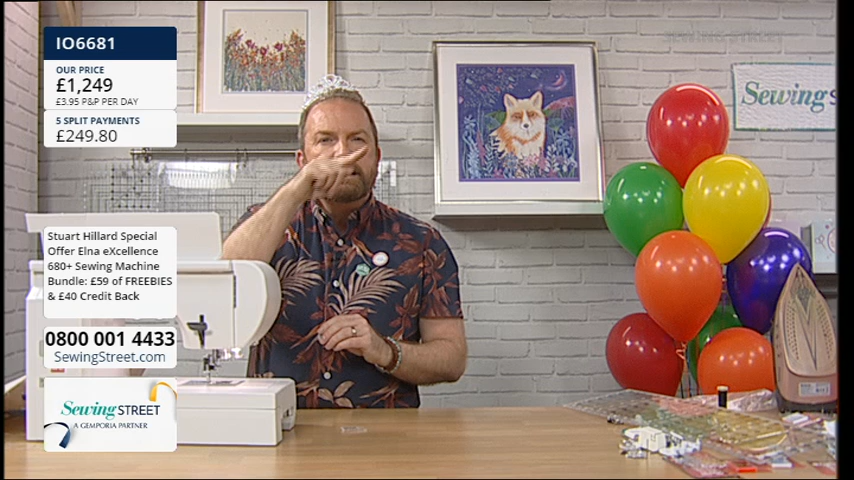 IO6681
OUR PRICE
£1,249
£3.95 P&P PER DAY
5 SPLIT PAYMENTS
£249.80
Stuart Hillard Special
Offer Elna eXcellence
680+ Sewing Machine
Bundle: £59 of FREEBIES
& £40 Credit Back
0800 001 4433
SewingStreet.com
Sewing STREET
A GEMPORIA PARTNER
SEWING STREET
Sewing